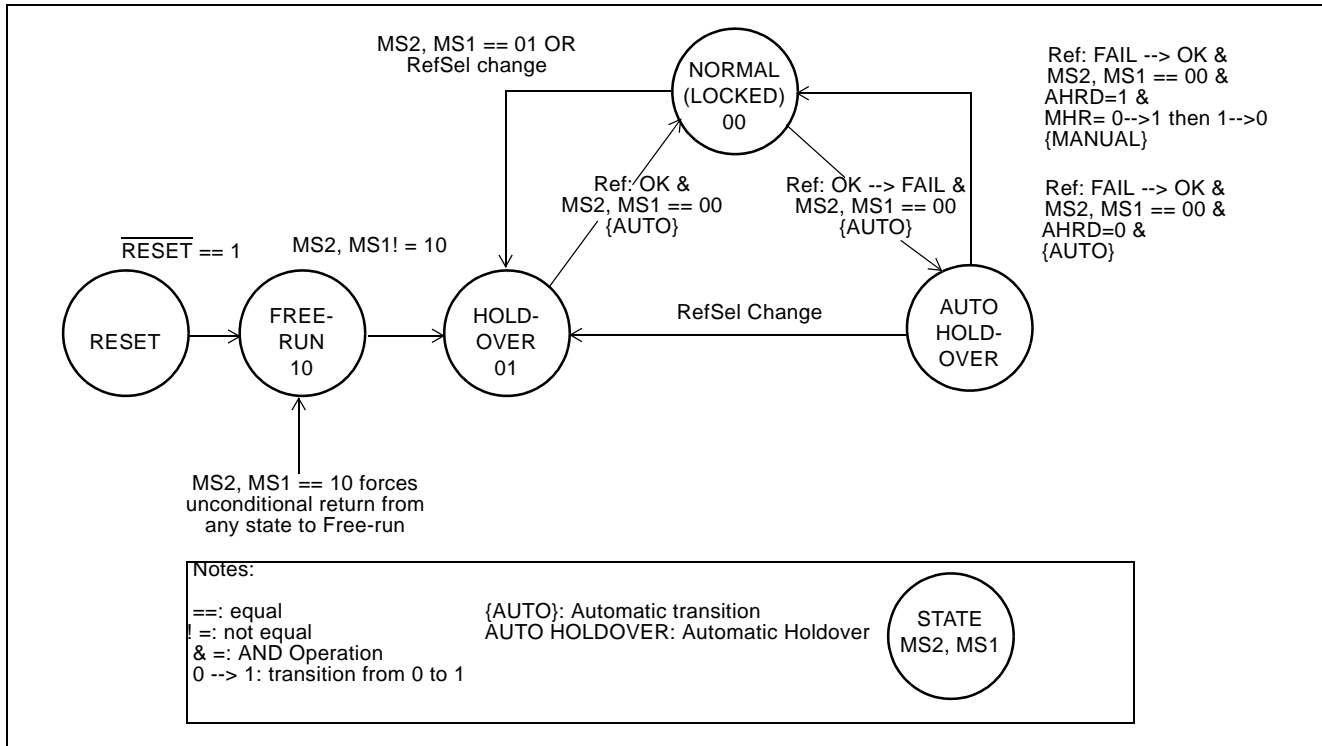 MS2, MS1 == 01 OR
RefSel change
NORMAL
(LOCKED)
00
Ref: FAIL --> OK &
MS2, MS1 == 00 &
AHRD=1 &
MHR= 0-->1 then 1-->0
{MANUAL}
Ref: FAIL --> OK &
MS2, MS1 == 00 &
AHRD=0 &
{AUTO}
Ref: OK &
MS2, MS1 == 00
{AUTO}
Ref: OK --> FAIL &
MS2, MS1 == 00
{AUTO}
RESET == 1
MS2, MS1! = 10
RESET
FREE-
RUN
10
HOLD-
OVER
01
RefSel Change
AUTO
HOLD-
OVER
MS2, MS1 == 10 forces
unconditional return from
any state to Free-run
Notes:
==: equal
! =: not equal
& =: AND Operation
0 --> 1: transition from 0 to 1
{AUTO}: Automatic transition
AUTO HOLDOVER: Automatic Holdover
STATE
MS2, MS1